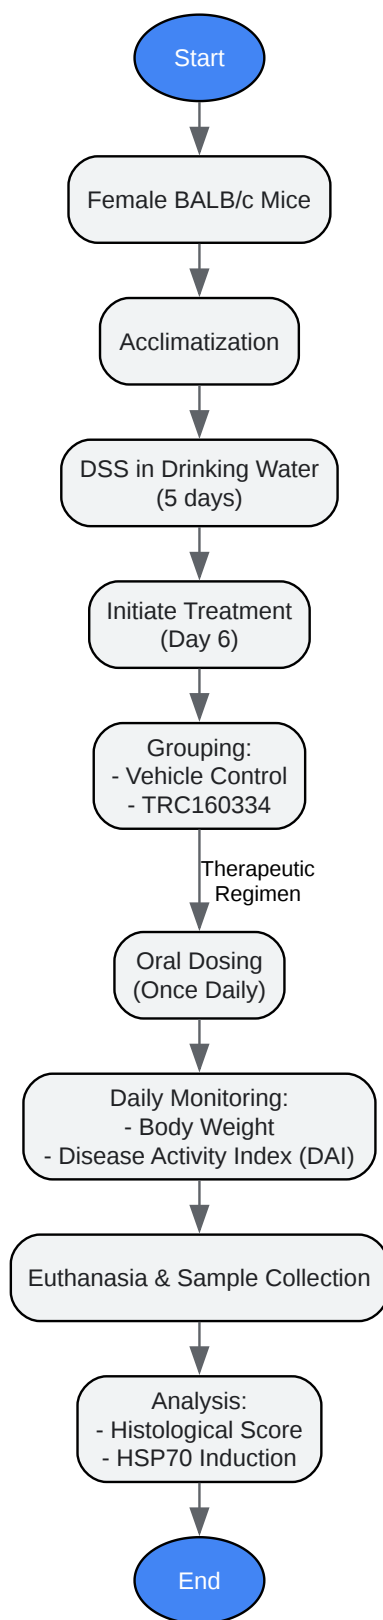 Start
Female BALB/c Mice
Acclimatization
DSS in Drinking Water
(5 days)
Initiate Treatment
(Day 6)
Grouping:
- Vehicle Control
- TRC160334
Therapeutic
Regimen
Oral Dosing
(Once Daily)
Daily Monitoring:
- Body Weight
- Disease Activity Index (DAI)
Euthanasia & Sample Collection
Analysis:
- Histological Score
- HSP70 Induction
End